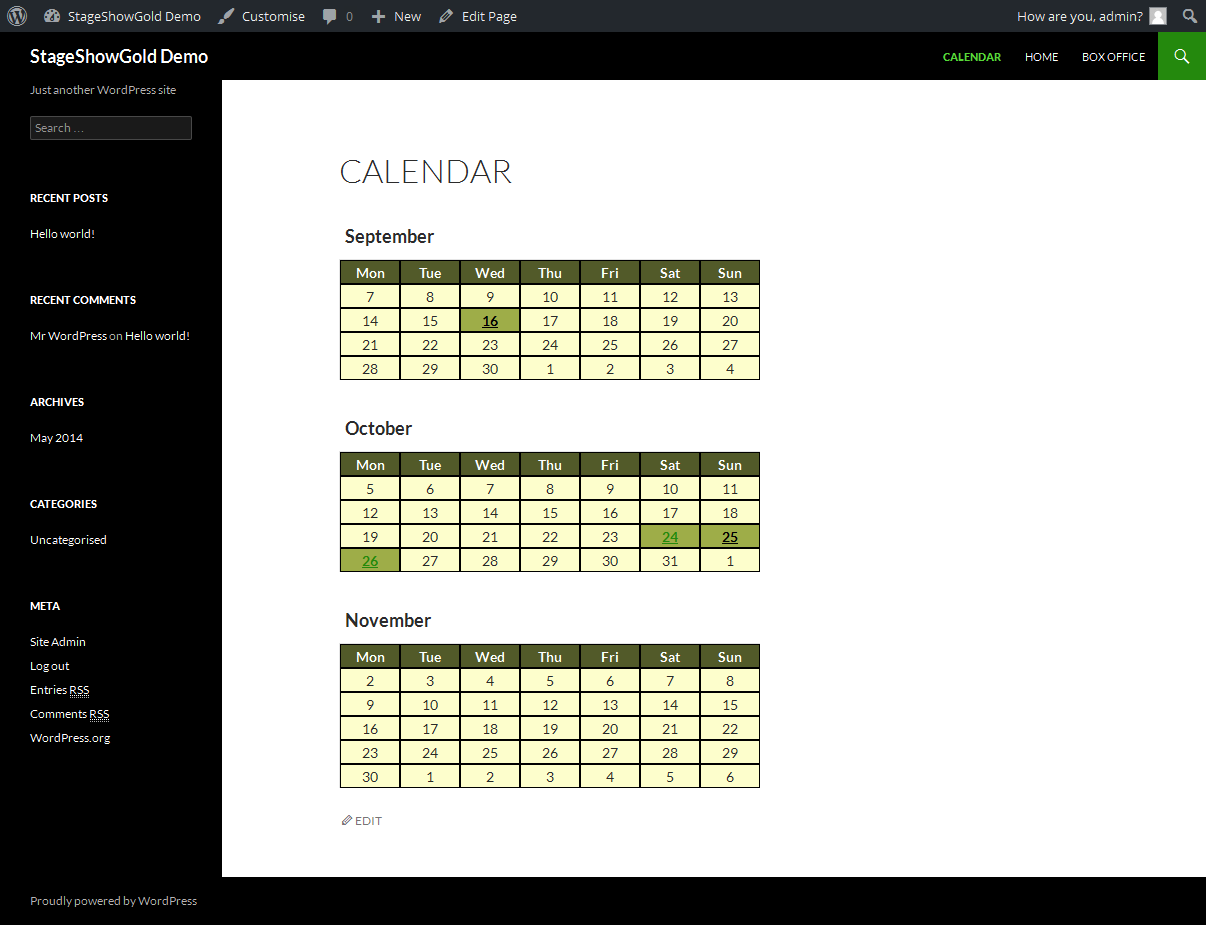 StageShowGold Demo Customise 0 New Edit Page How are you, admin?
StageShowGold Demo CALENDAR HOME BOX OFFICE
Just another WordPress site
Search …
RECENT POSTS
Hello world!
RECENT COMMENTS
Mr WordPress on Hello world!
ARCHIVES
May 2014
CATEGORIES
Uncategorised
META
Site Admin
Log out
Entries RSS
Comments RSS
WordPress.org
CALENDAR
September
Mon Tue Wed Thu Fri Sat Sun
7 8 9 10 11 12 13
14 15 16 17 18 19 20
21 22 23 24 25 26 27
28 29 30 1 2 3 4
October
Mon Tue Wed Thu Fri Sat Sun
5 6 7 8 9 10 11
12 13 14 15 16 17 18
19 20 21 22 23 24 25
26 27 28 29 30 31 1
November
Mon Tue Wed Thu Fri Sat Sun
2 3 4 5 6 7 8
9 10 11 12 13 14 15
16 17 18 19 20 21 22
23 24 25 26 27 28 29
30 1 2 3 4 5 6
EDIT
Proudly powered by WordPress